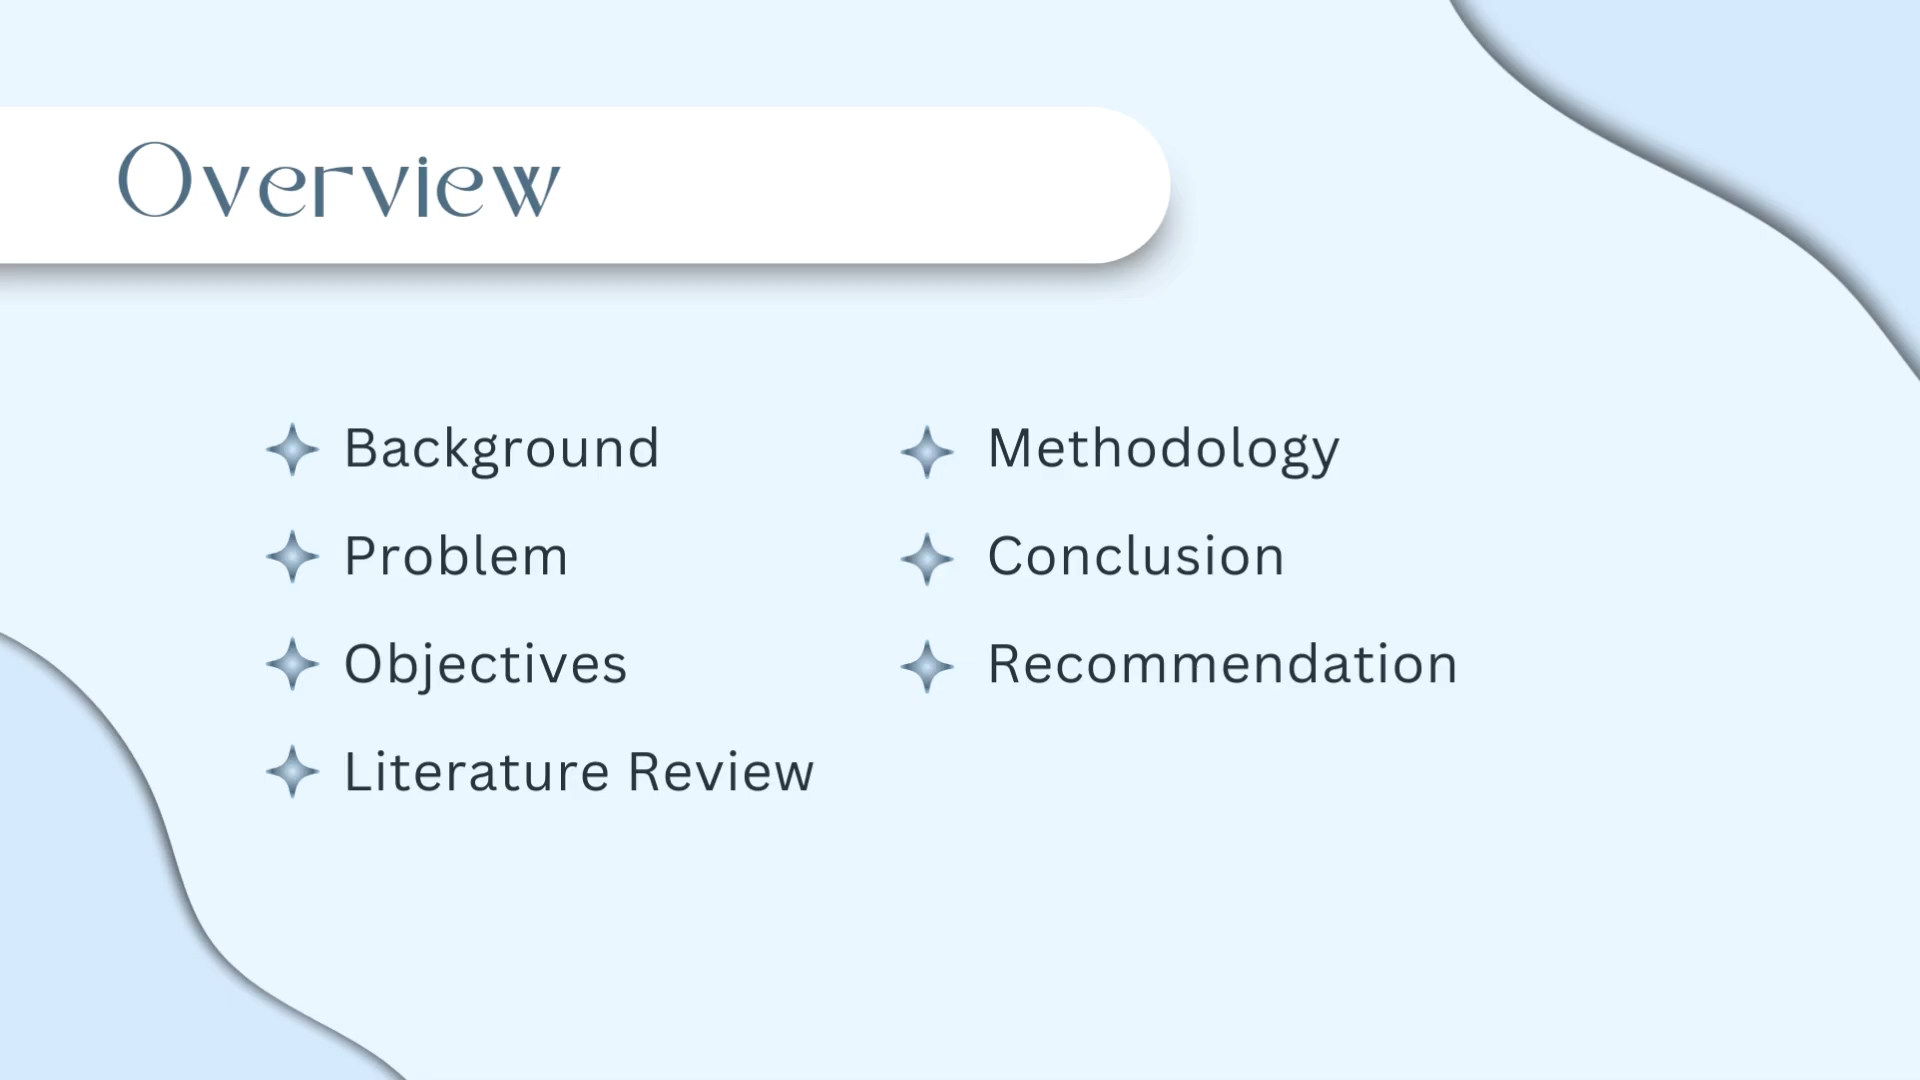 Overview
Background
Problem
Objectives
Literature Review
Methodology
Conclusion
Recommendation